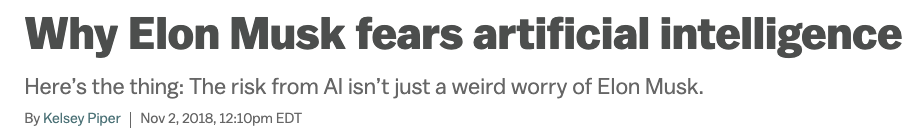 Why Elon Musk fears artificial intelligence
Here’s the thing: The risk from AI isn’t just a weird worry of Elon Musk.
By Kelsey Piper | Nov 2, 2018, 12:10pm EDT